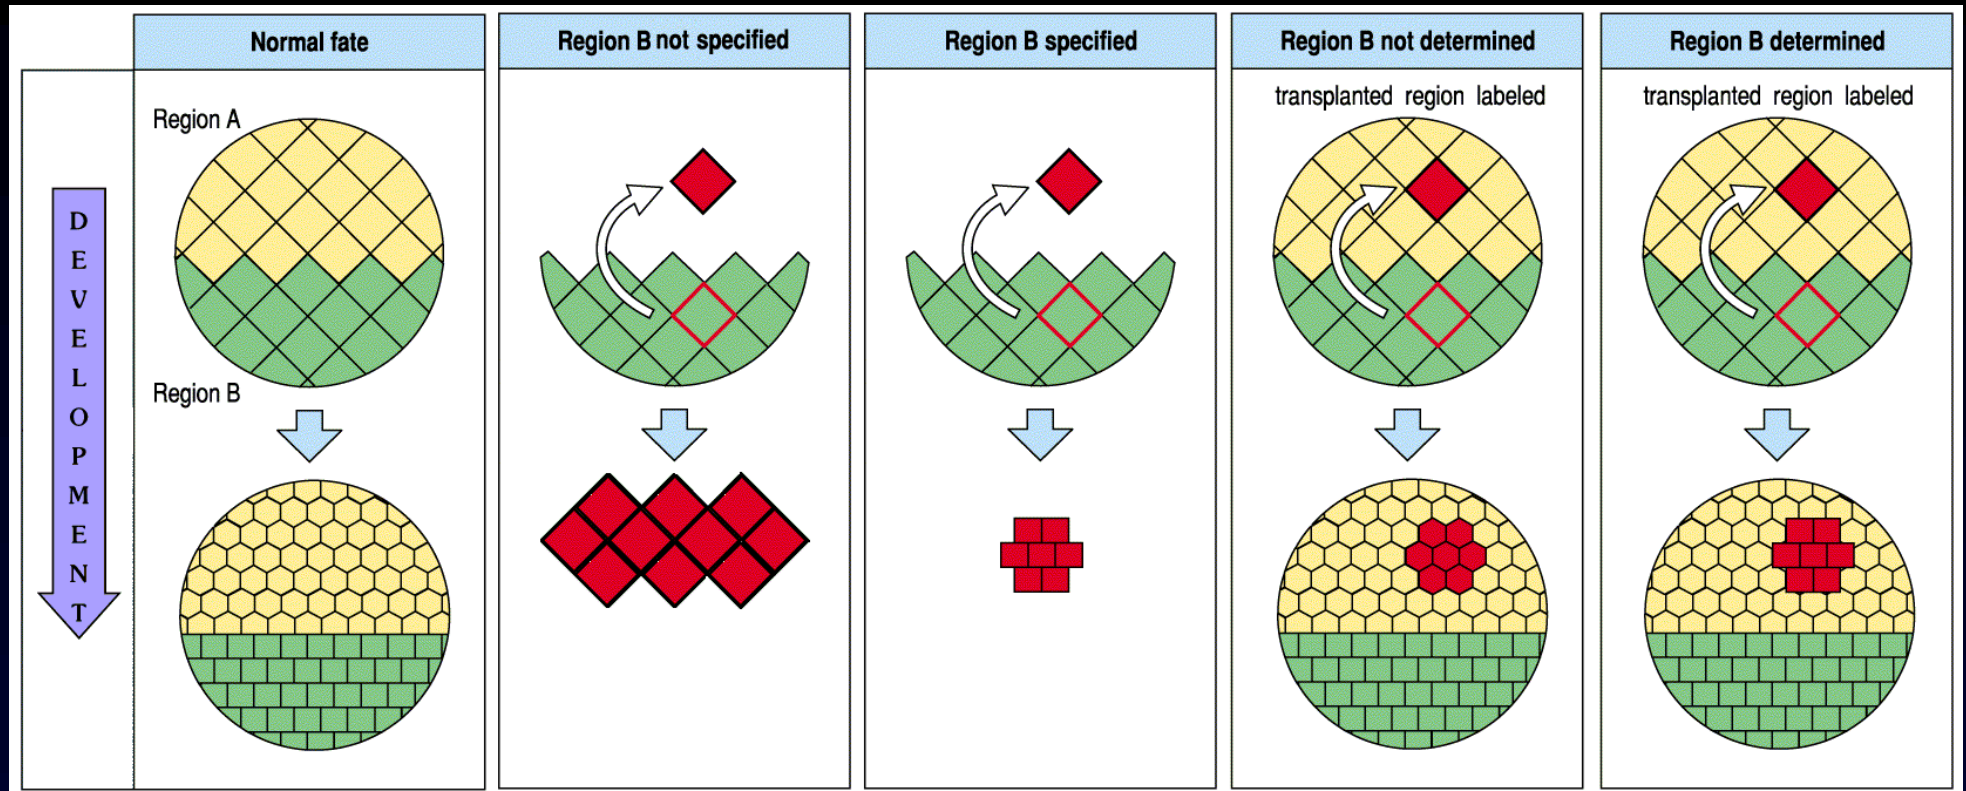 Normal fate
Region B not specified
Region B specified
Region B not determined
Region B determined
DEVELOPMENT
Region A
Region B
transplanted region labeled
transplanted region labeled